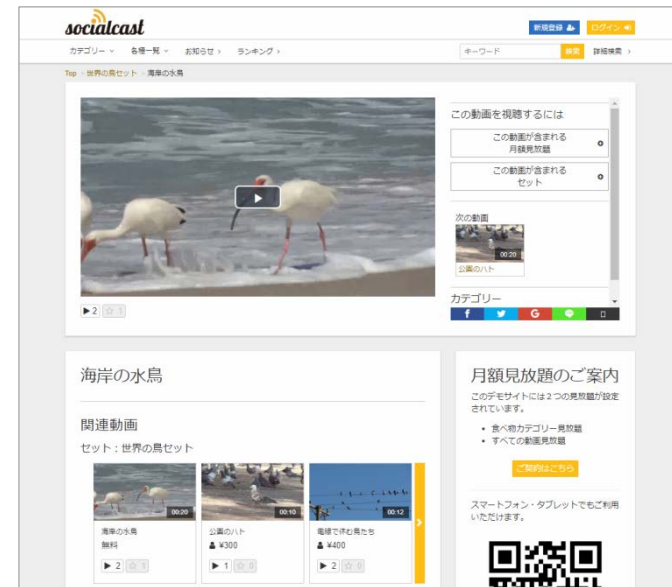 socialcast
新規登録
ログイン
カテゴリー
各種一覧
お知らせ
ランキング
キーワード
検索
詳細検索
Top
世界の鳥セット
海岸の水鳥
この動画を視聴するには
この動画が含まれる
月額見放題
この動画が含まれる
セット
次の動画
00:20
公園のハト
カテゴリー
2
1
f
G
海岸の水鳥
関連動画
セット：世界の鳥セット
00:20
海岸の水鳥
無料
2
1
00:10
公園のハト
¥300
1
0
00:12
電線で休む鳥たち
¥400
2
0
月額見放題のご案内
このデモサイトには２つの見放題が設定
されています。
食べ物カテゴリー見放題
すべての動画見放題
ご契約はこちら
スマートフォン・タブレットでもご利用
いただけます。